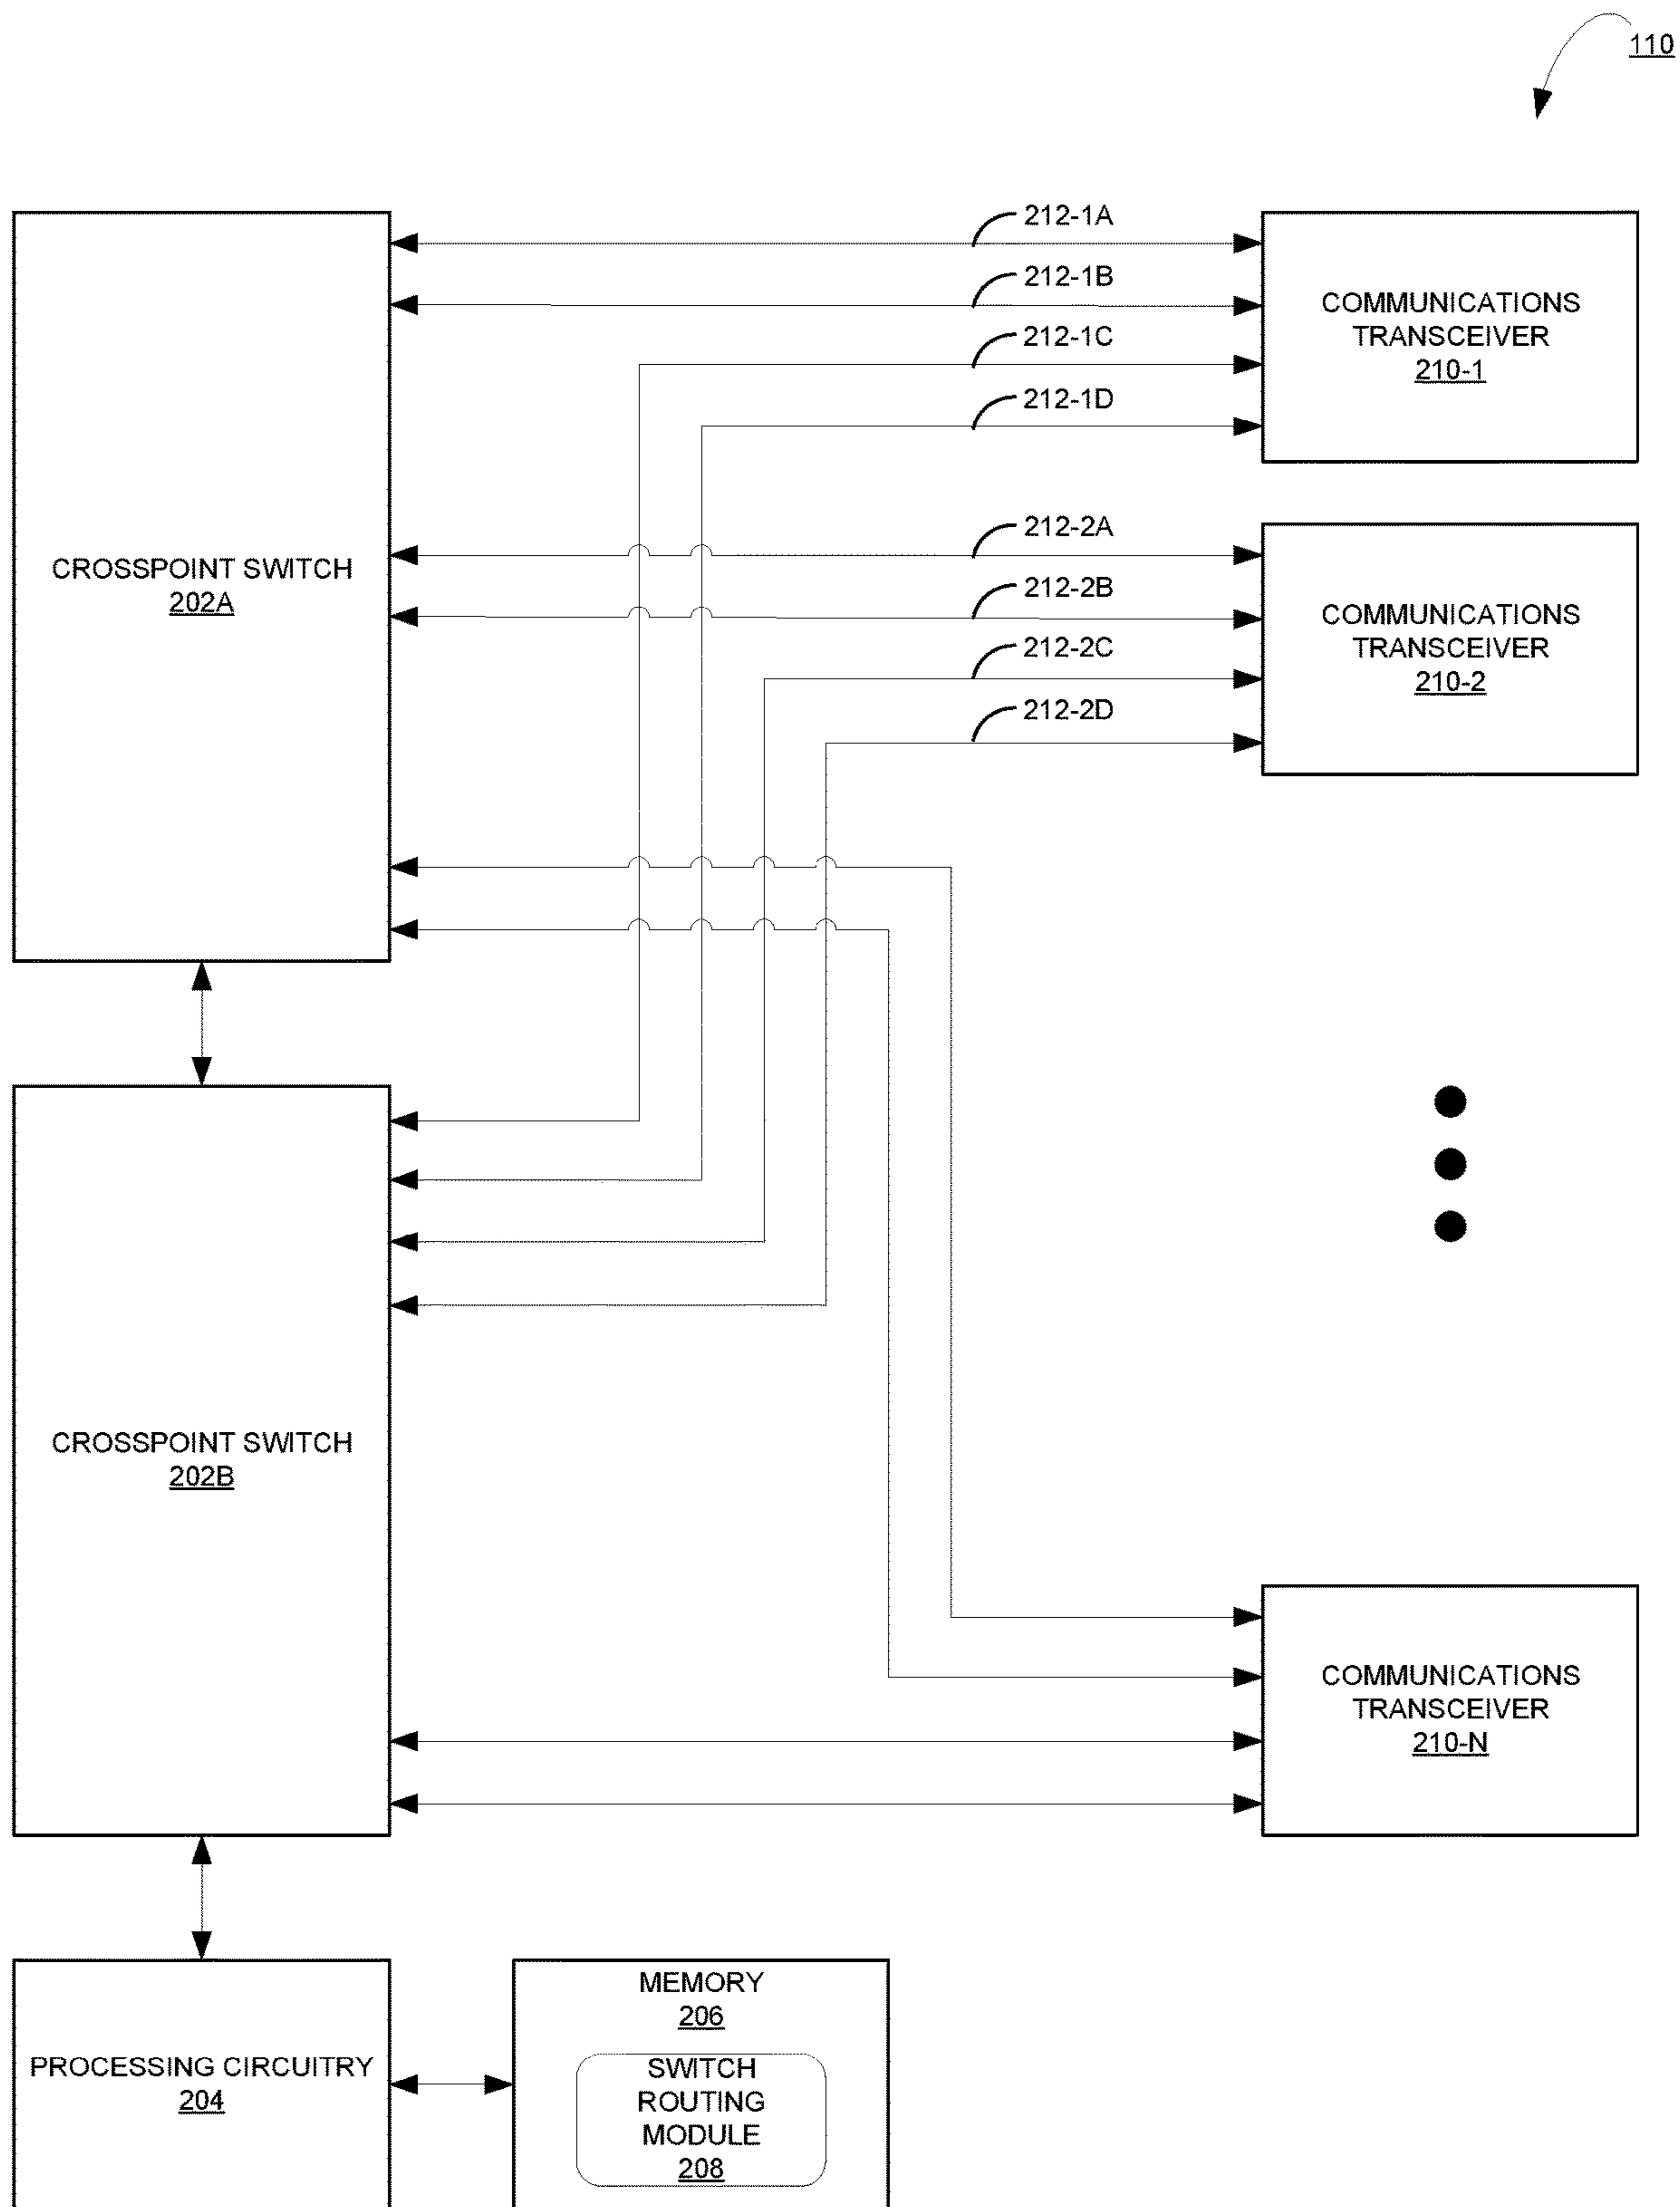 110
212-1A
212-1B
212-1C
212-1D
COMMUNICATIONS
TRANSCEIVER
210-1
CROSSPOINT SWITCH
202A
212-2A
212-2B
212-2C
212-2D
COMMUNICATIONS
TRANSCEIVER
210-2
CROSSPOINT SWITCH
202B
COMMUNICATIONS
TRANSCEIVER
210-N
PROCESSING CIRCUITRY
204
MEMORY
206
SWITCH
ROUTING
MODULE
208